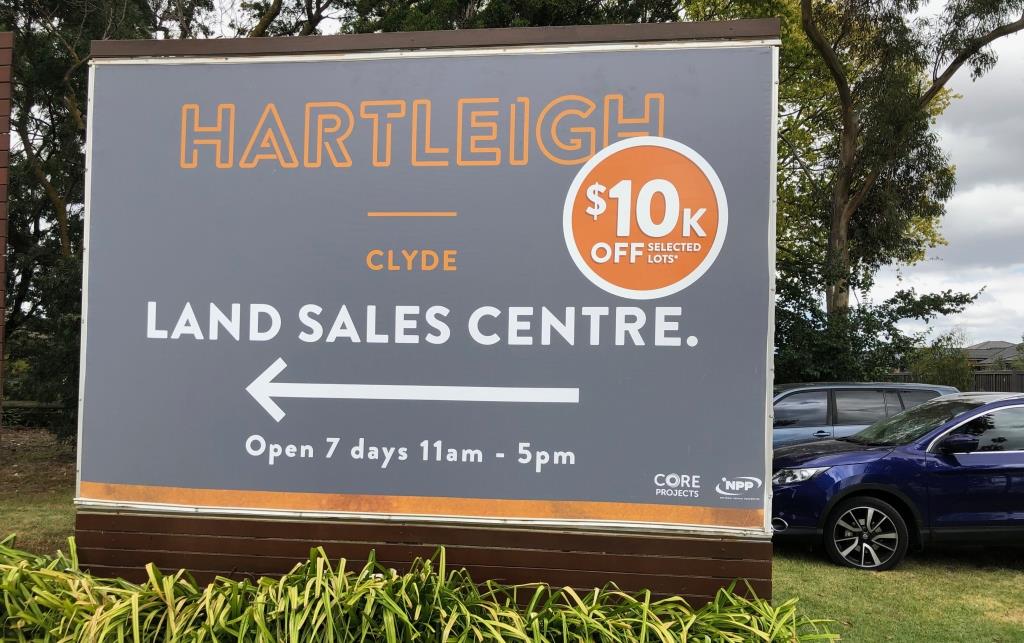 HARTLEIGH
$10K
OFF SELECTED
LOTS*
CLYDE
LAND SALES CENTRE.
Open 7 days 11am - 5pm
CORE
PROJECTS
NPP